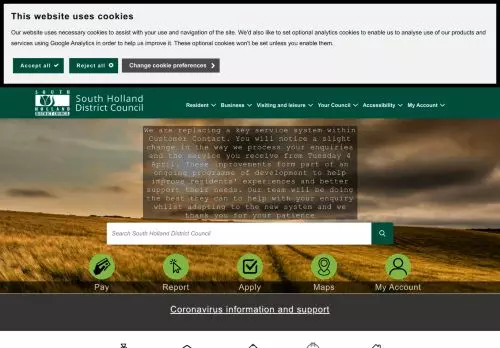 This website uses cookies
Our website uses necessary cookies to assist with your use and navigation of the site. We'd also like to set optional analytics cookies to enable us to analyse use of our products and
services using Google Analytics in order to help us improve it. These optional cookies won't be set unless you enable them.
Accept all
Reject all
Change cookie preferences
SOUTH
HOLLAND
DISTRICT COUNCIL
South Holland
District Council
Resident
Business
Visiting and leisure
Your Council
Accessibility
My Account
We are replacing a key service system within
Customer Contact. You will notice a slight
change in the way we process your enquiries
and the service you receive from Tuesday 4
April. These improvements form part of an
ongoing programme of development to help
improve residents' experiences and better
support their needs. Our team will be doing
the best they can to help with your enquiry
whilst adapting to the new system and we
thank you for your patience
Search South Holland District Council
Pay
Report
Apply
Maps
My Account
Coronavirus information and support